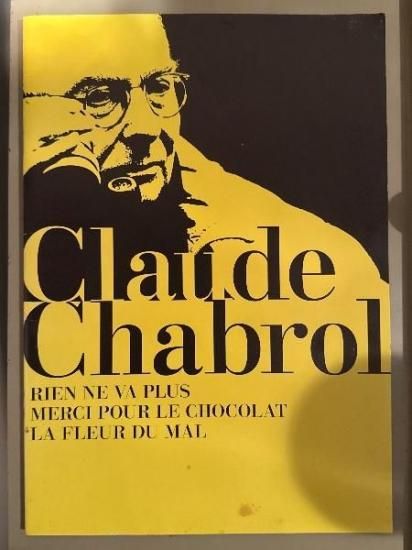 Claude
Chabrol
RIEN NE VA PLUS
MERCI POUR LE CHOCOLAT
LA FLEUR DU MAL